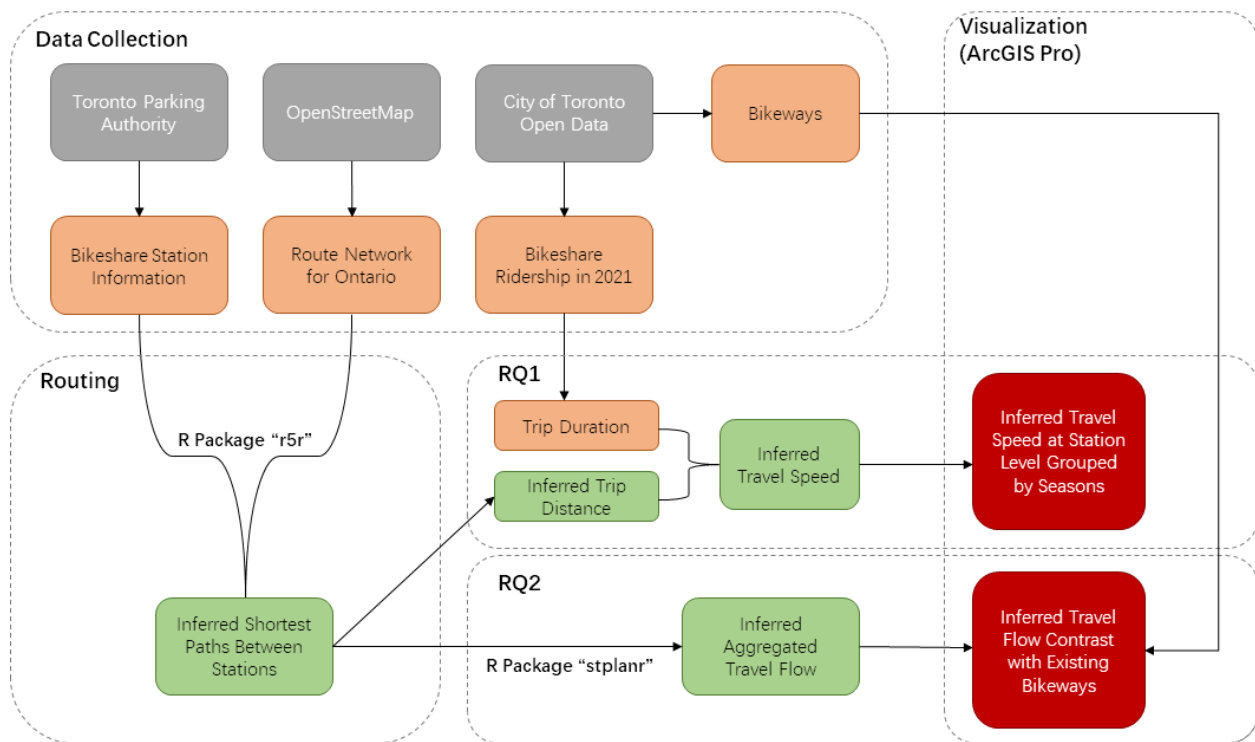 Data Collection
Visualization
(ArcGIS Pro)
Toronto Parking
Authority
OpenStreetMap
City of Toronto
Open Data
Bikeways
Bikeshare Station
Information
Route Network
for Ontario
Bikeshare
Ridership in 2021
Routing
R Package “r5r”
Inferred Shortest
Paths Between
Stations
RQ1
Trip Duration
Inferred Trip
Distance
Inferred
Travel Speed
Inferred Travel
Speed at Station
Level Grouped
by Seasons
RQ2
R Package “stplanr”
Inferred
Aggregated
Travel Flow
Inferred Travel
Flow Contrast
with Existing
Bikeways